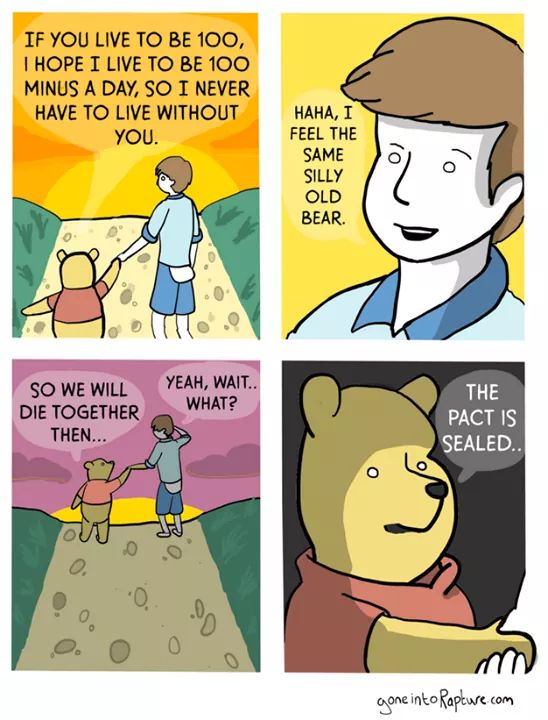 IF YOU LIVE TO BE 100,
I HOPE I LIVE TO BE 100
MINUS A DAY, SO I NEVER
HAVE TO LIVE WITHOUT
YOU.
HAHA, I
FEEL THE
SAME
SILLY
OLD
BEAR.
SO WE WILL
DIE TOGETHER
THEN...
YEAH, WAIT..
WHAT?
THE
PACT IS
SEALED..
goneintoRapture.com